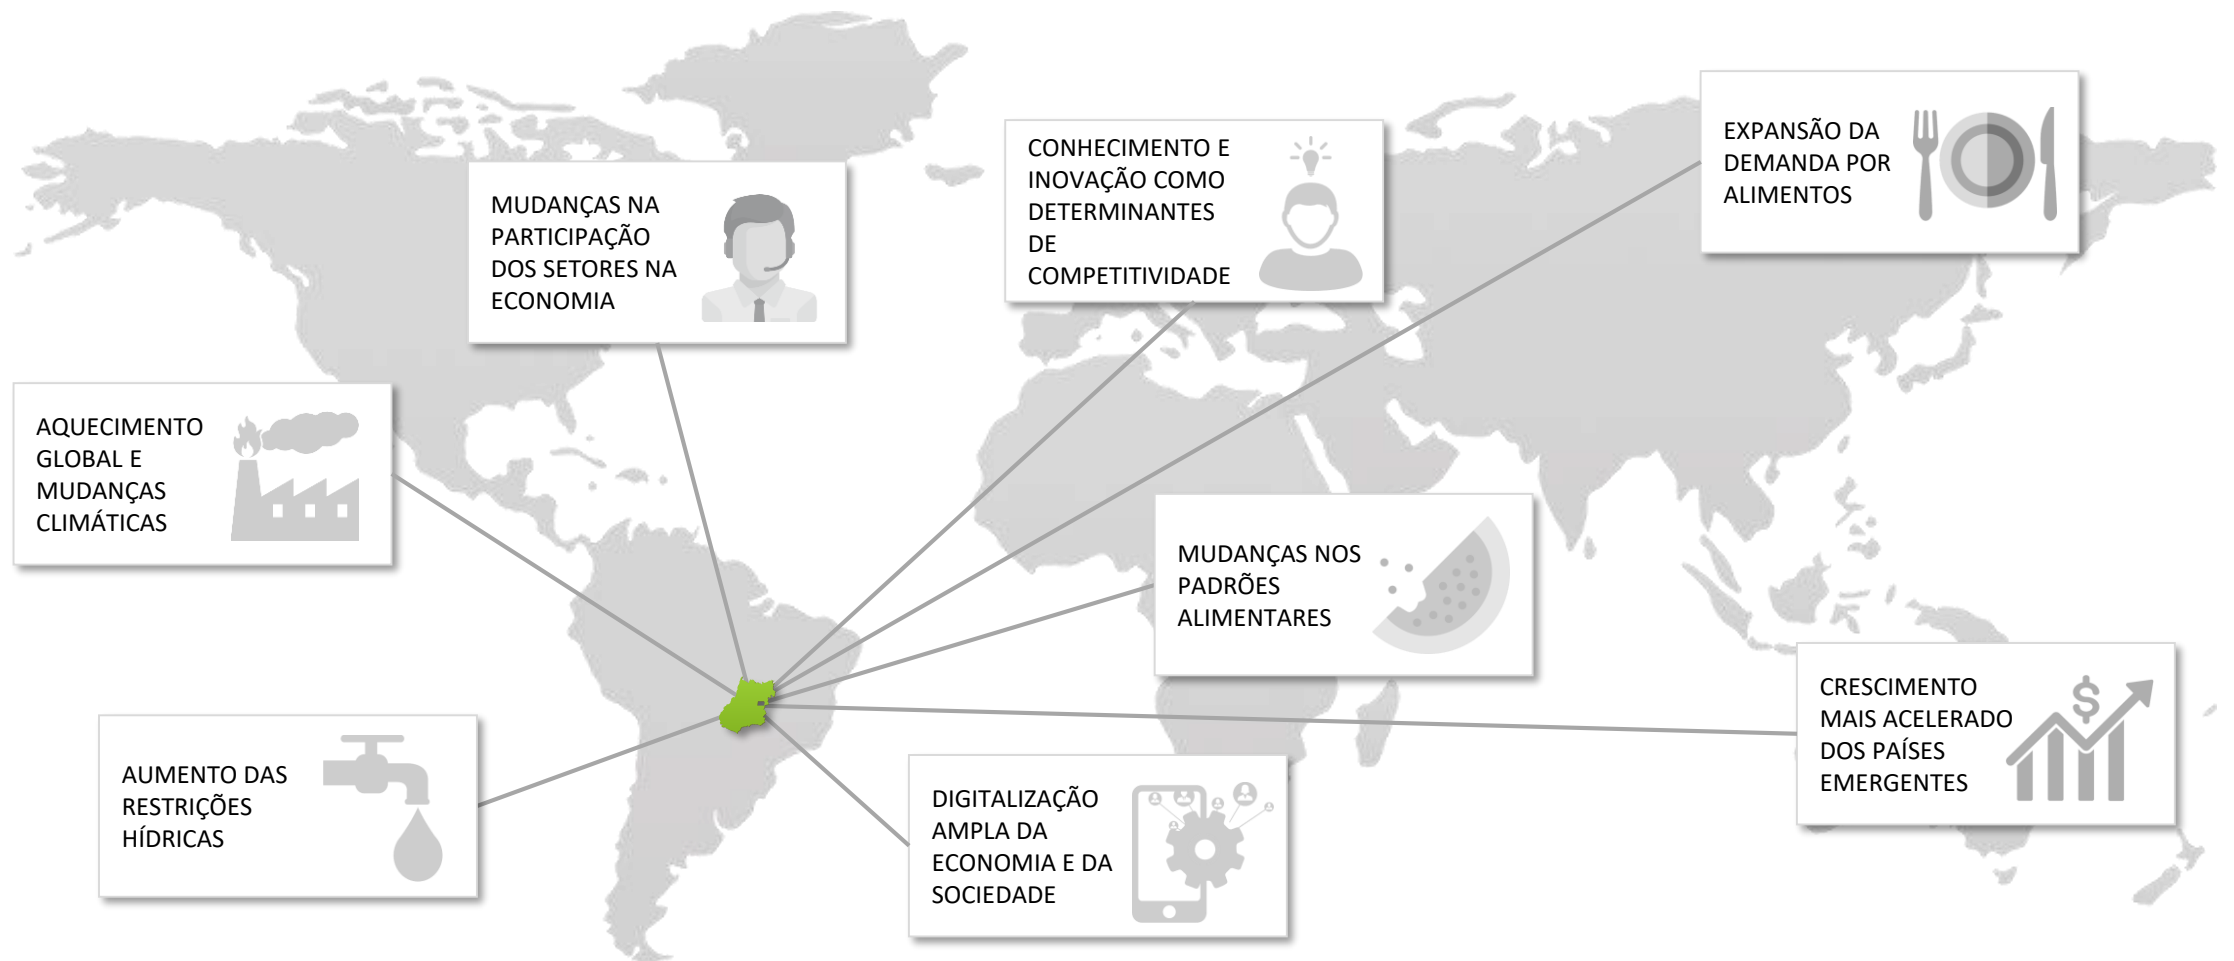 MUDANÇAS NA
PARTICIPAÇÃO
DOS SETORES NA
ECONOMIA
CONHECIMENTO E
INOVAÇÃO COMO
DETERMINANTES
DE
COMPETITIVIDADE
EXPANSÃO DA
DEMANDA POR
ALIMENTOS
AQUECIMENTO
GLOBAL E
MUDANÇAS
CLIMÁTICAS
MUDANÇAS NOS
PADRÕES
ALIMENTARES
CRESCIMENTO
MAIS ACELERADO
DOS PAÍSES
EMERGENTES
$
AUMENTO DAS
RESTRIÇÕES
HÍDRICAS
DIGITALIZAÇÃO
AMPLA DA
ECONOMIA E DA
SOCIEDADE